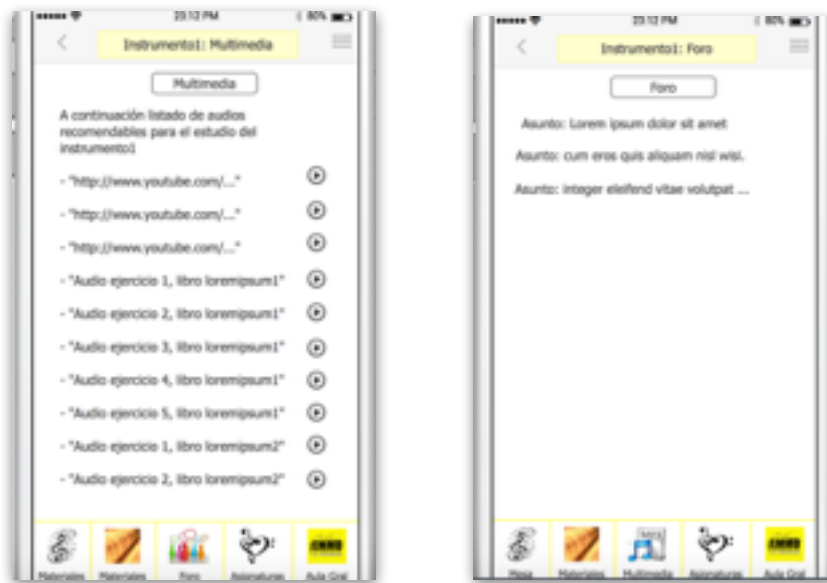 23:12 PM
80%
Instrumento1: Multimedia
Multimedia
A continuación listado de audios
recomendables para el estudio del
instrumento1
- "http://www.youtube.com/..."
- "http://www.youtube.com/..."
- "http://www.youtube.com/..."
- "Audio ejercicio 1, libro loremipsum1"
- "Audio ejercicio 2, libro loremipsum1"
- "Audio ejercicio 3, libro loremipsum1"
- "Audio ejercicio 4, libro loremipsum1"
- "Audio ejercicio 5, libro loremipsum1"
- "Audio ejercicio 1, libro loremipsum2"
- "Audio ejercicio 2, libro loremipsum2"
Materiales Materiales Foro Asignaturas Aula Gral
23:12 PM
80%
Instrumento1: Foro
Foro
Asunto: Lorem ipsum dolor sit amet
Asunto: cum eros quis aliquam nisl wisi.
Asunto: integer eleifend vitae volutpat ...
Mesa Materiales Multimedia Asignaturas Aula Gral